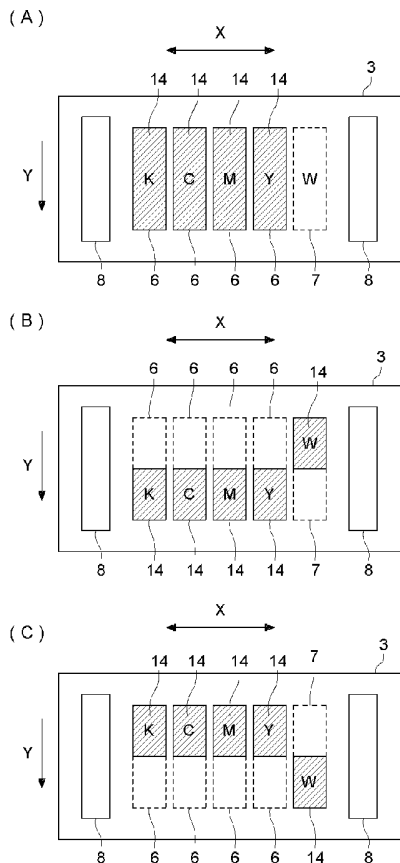 ( A )
X
14 14 14 14 3
Y
K C M Y W
8 6 6 6 6 7 8
( B )
X
6 6 6 6 14 3
Y
W
K C M Y
8 14 14 14 14 7 8
( C )
X
14 14 14 14 7 3
Y
K C M Y
W
8 6 6 6 6 14 8